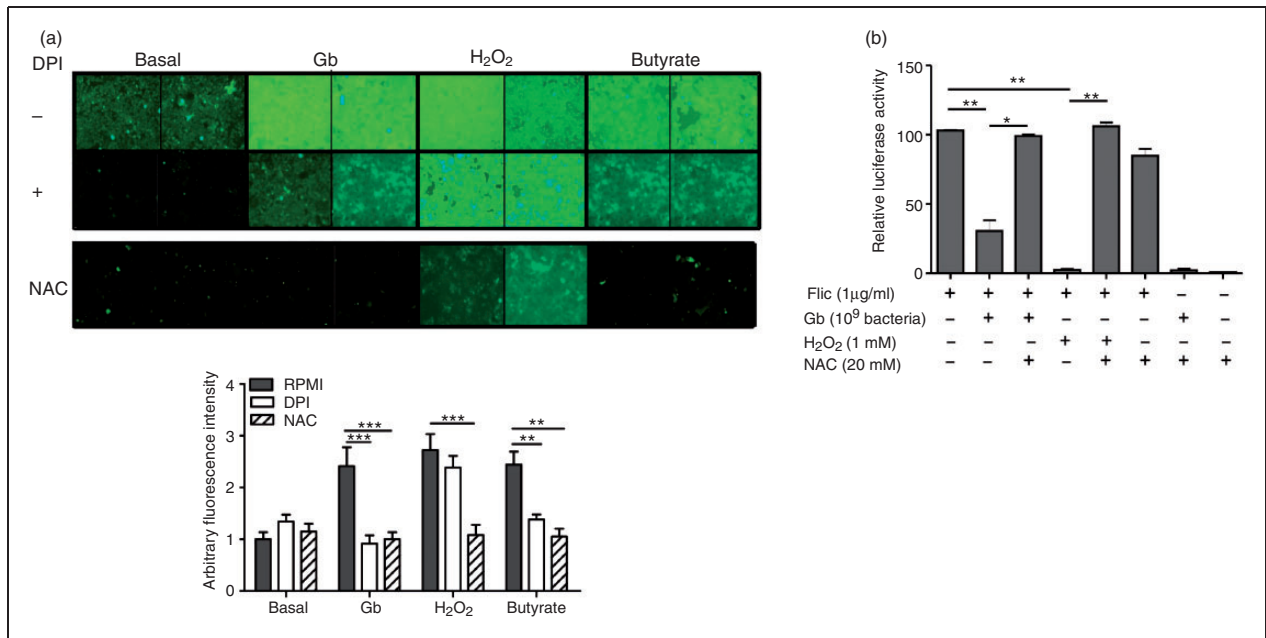 (a)
DPI Basal Gb H₂O₂ Butyrate
–
+
NAC
Arbitrary fluorescence intensity
4
3
2
1
0
RPMI
DPI
NAC
*** *** *** ** **
Basal Gb H₂O₂ Butyrate
(b)
Relative luciferase activity
150
100
50
0
** ** * **
Flic (1μg/ml) + + + + + + – –
Gb (10⁹ bacteria) – + + – – – + –
H₂O₂ (1 mM) – – – + + – – –
NAC (20 mM) – – + – + + + +